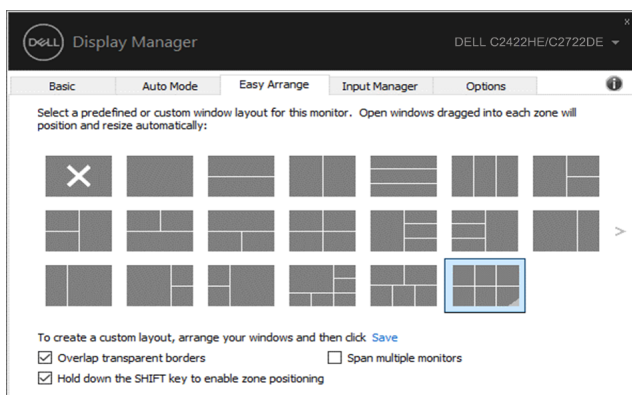 x
DELL Display Manager DELL C2422HE/C2722DE
Basic Auto Mode Easy Arrange Input Manager Options i
Select a predefined or custom window layout for this monitor. Open windows dragged into each zone will
position and resize automatically:
>
To create a custom layout, arrange your windows and then click Save
Overlap transparent borders Span multiple monitors
Hold down the SHIFT key to enable zone positioning